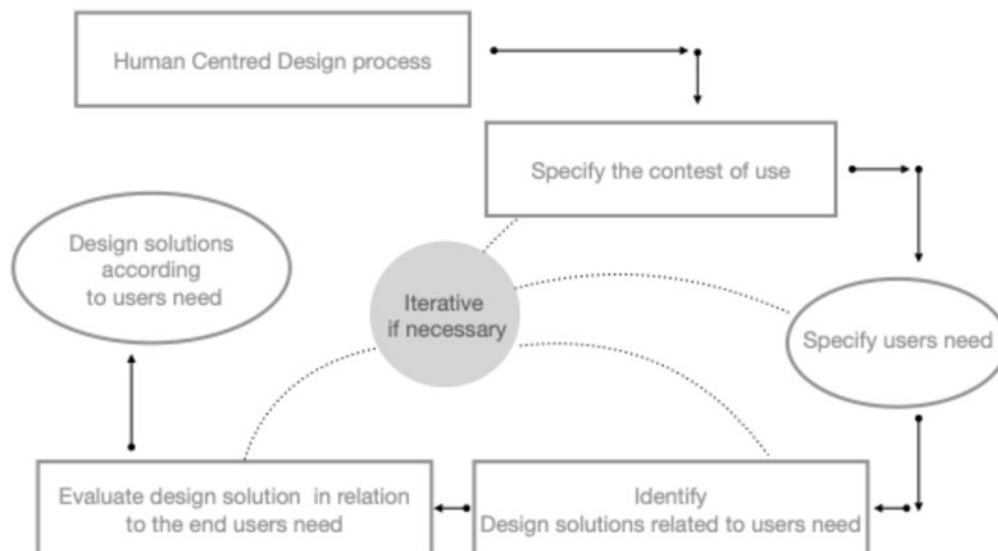 Human Centred Design process
Specify the contest of use
Design solutions
according
to users need
Iterative
if necessary
Specify users need
Evaluate design solution in relation
to the end users need
Identify
Design solutions related to users need